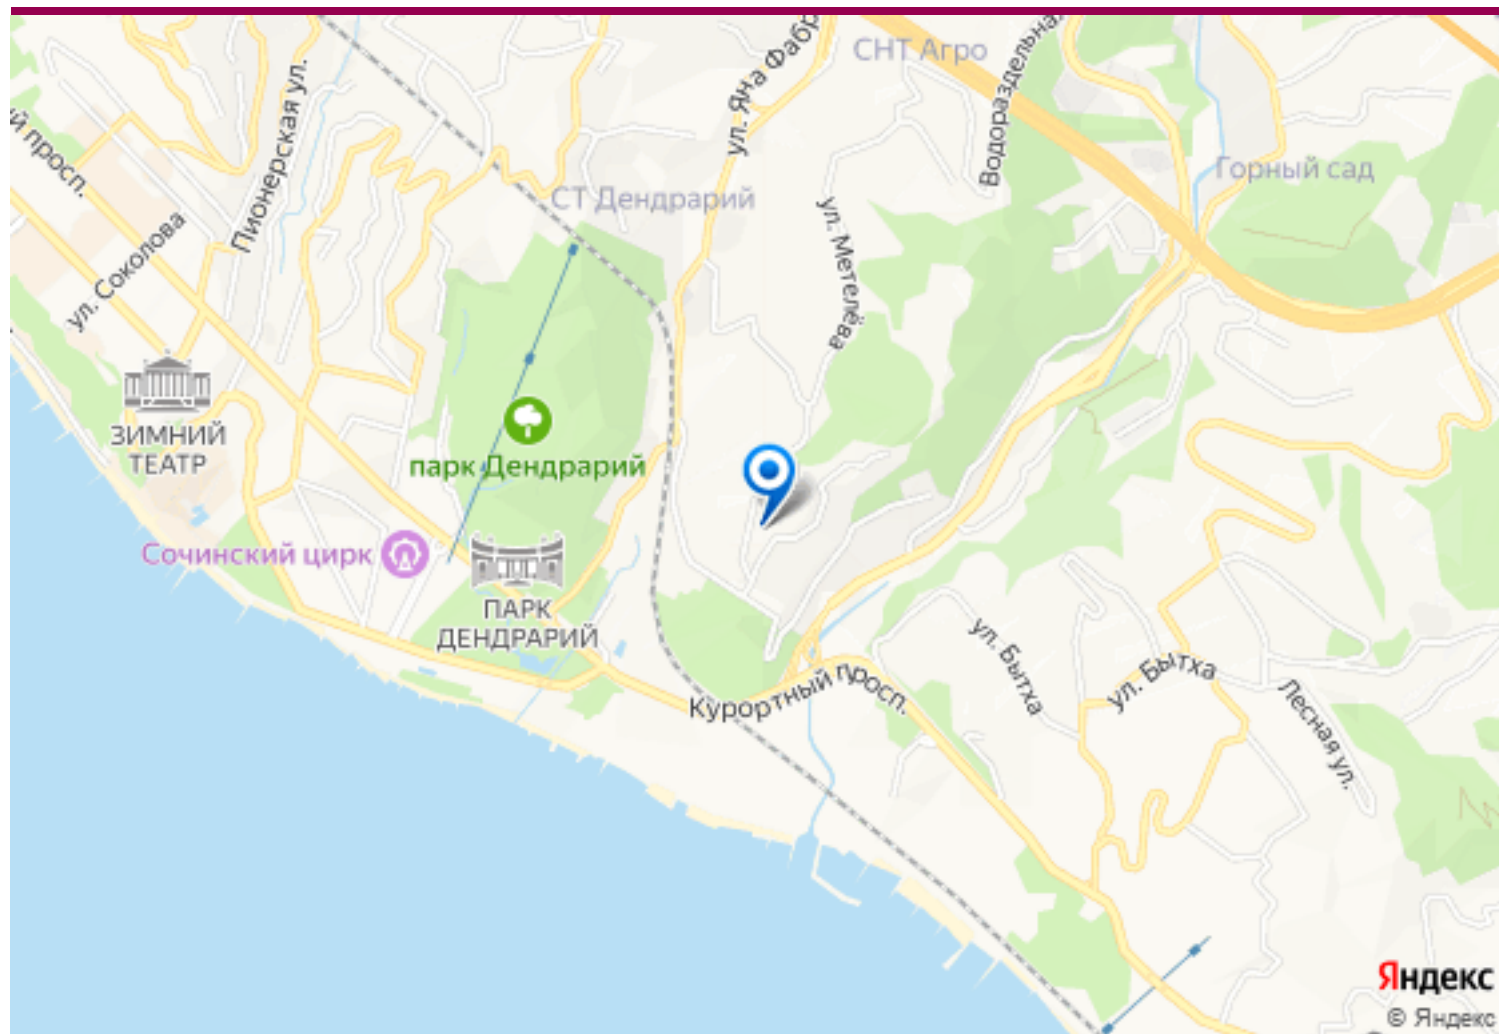 СНТ Агро
ул. Яна Фабр
Водораздельна
Пионерская ул.
й просп.
Горный сад
СТ Дендрарий
ул. Соколова
ул. Метелёва
ЗИМНИЙ
ТЕАТР
парк Дендрарий
Сочинский цирк
ПАРК
ДЕНДРАРИЙ
ул. Бытха
ул. Бытха
Курортный просп.
Лесная ул.
Яндекс
© Яндекс